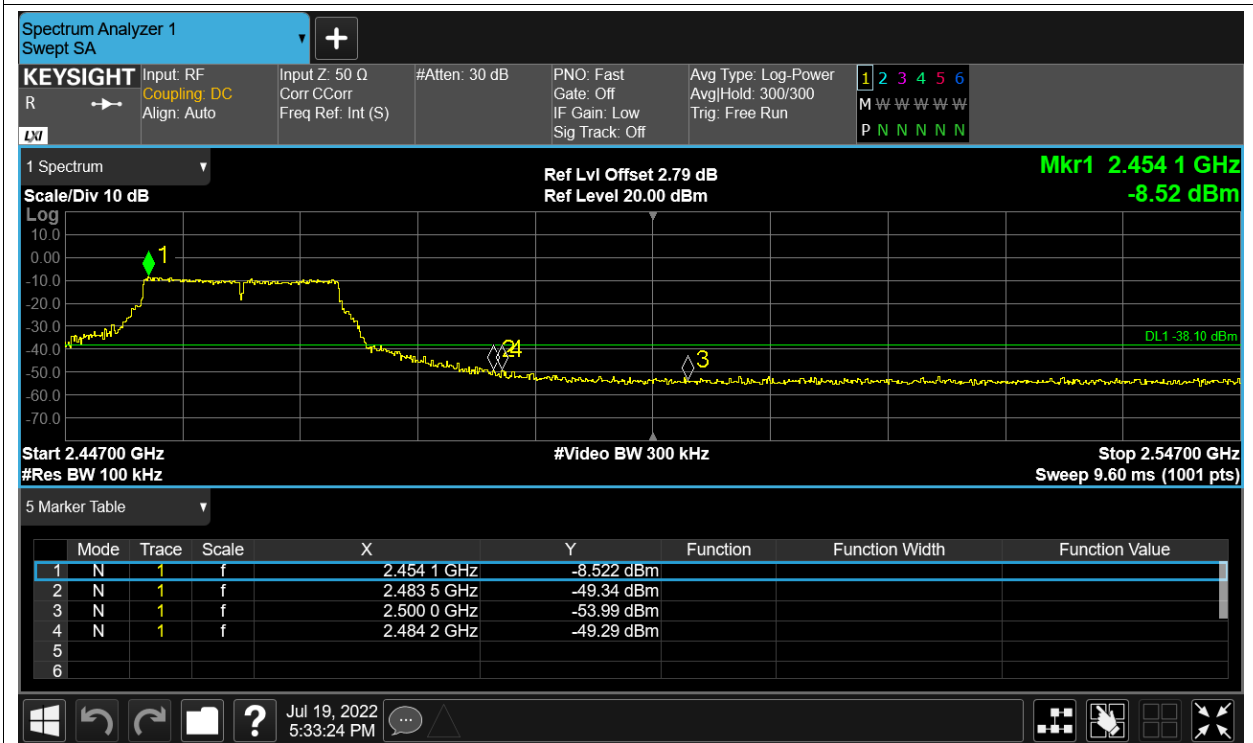 Spectrum Analyzer 1
Swept SA
+
KEYSIGHT Input: RF Input Z: 50 Ω #Atten: 30 dB PNO: Fast Avg Type: Log-Power 1 2 3 4 5 6
R Coupling: DC Corr CCorr Gate: Off Avg|Hold: 300/300 M W W W W W
Align: Auto Freq Ref: Int (S) IF Gain: Low Trig: Free Run
LXI Sig Track: Off P N N N N N
1 Spectrum Ref Lvl Offset 2.79 dB Mkr1 2.454 1 GHz
Scale/Div 10 dB Ref Level 20.00 dBm -8.52 dBm
Log
10.0
0.00 1
-10.0
-20.0
-30.0
DL1 -38.10 dBm
-40.0 2 4 3
-50.0
-60.0
-70.0
Start 2.44700 GHz #Video BW 300 kHz Stop 2.54700 GHz
#Res BW 100 kHz Sweep 9.60 ms (1001 pts)
5 Marker Table
Mode Trace Scale X Y Function Function Width Function Value
1 N 1 f 2.454 1 GHz -8.522 dBm
2 N 1 f 2.483 5 GHz -49.34 dBm
3 N 1 f 2.500 0 GHz -53.99 dBm
4 N 1 f 2.484 2 GHz -49.29 dBm
5
6
? Jul 19, 2022
5:33:24 PM